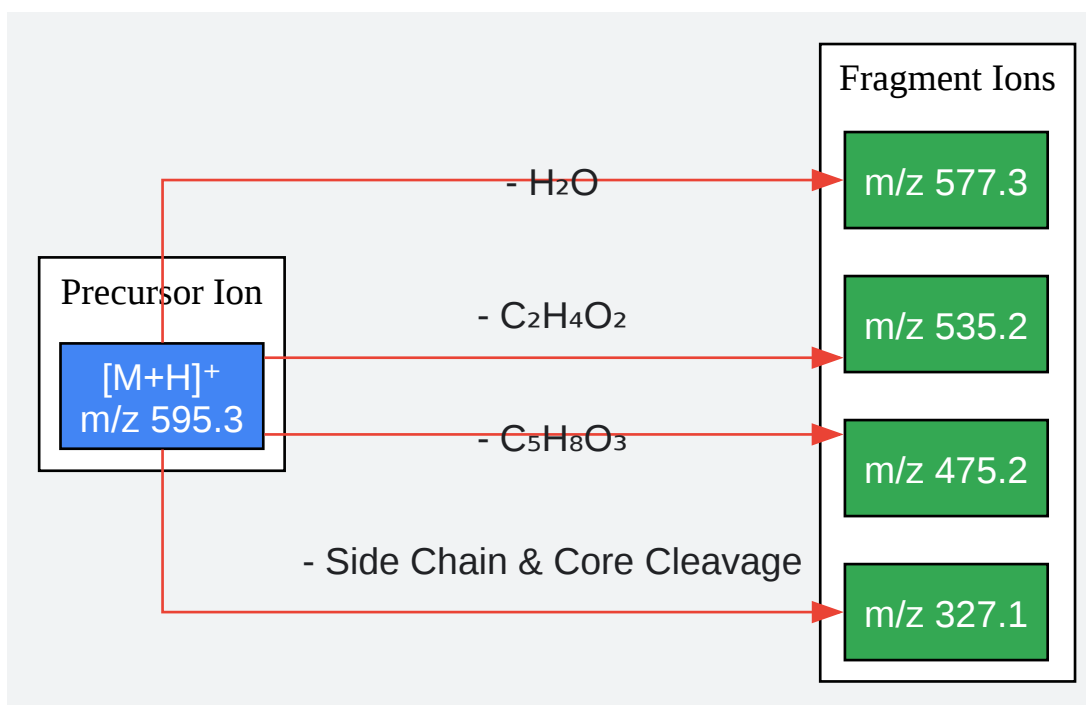 Fragment Ions
- H₂O
m/z 577.3
Precursor Ion
[M+H]⁺
m/z 595.3
- C₂H₄O₂
m/z 535.2
- C₅H₈O₃
m/z 475.2
- Side Chain & Core Cleavage
m/z 327.1